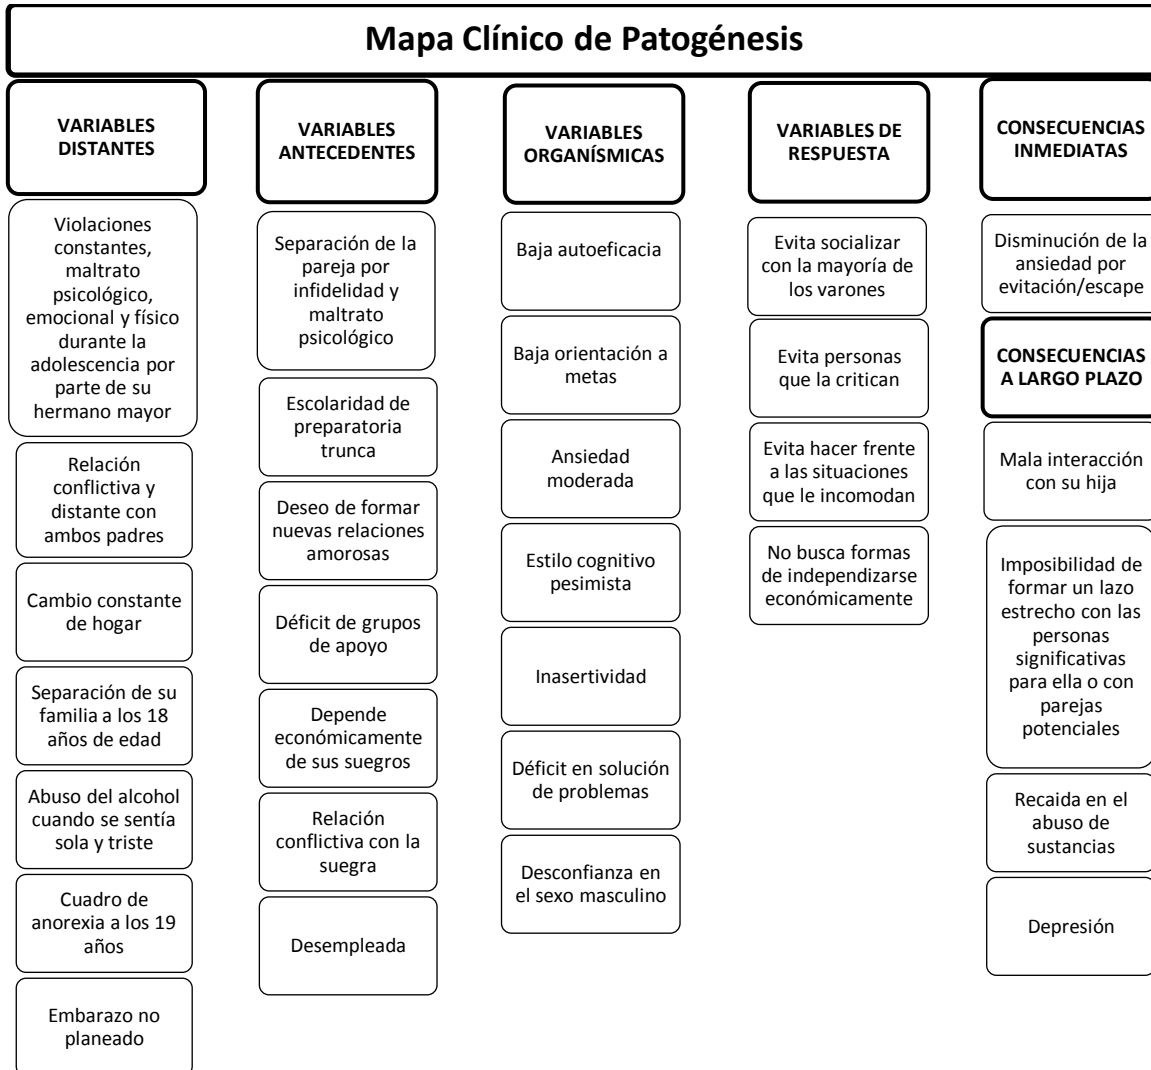 Mapa Clínico de Patogénesis
VARIABLES
DISTANTES
Violaciones
constantes,
maltrato
psicológico,
emocional y físico
durante la
adolescencia por
parte de su
hermano mayor
Relación
conflictiva y
distante con
ambos padres
Cambio constante
de hogar
Separación de su
familia a los 18
años de edad
Abuso del alcohol
cuando se sentía
sola y triste
Cuadro de
anorexia a los 19
años
Embarazo no
planeado
VARIABLES
ANTECEDENTES
Separación de la
pareja por
infidelidad y
maltrato
psicológico
Escolaridad de
preparatoria
trunca
Deseo de formar
nuevas relaciones
amorosas
Déficit de grupos
de apoyo
Depende
económicamente
de sus suegros
Relación
conflictiva con la
suegra
Desempleada
VARIABLES
ORGANÍSMICAS
Baja autoeficacia
Baja orientación a
metas
Ansiedad
moderada
Estilo cognitivo
pesimista
Inasertividad
Déficit en solución
de problemas
Desconfianza en
el sexo masculino
VARIABLES DE
RESPUESTA
Evita socializar
con la mayoría de
los varones
Evita personas
que la critican
Evita hacer frente
a las situaciones
que le incomodan
No busca formas
de independizarse
económicamente
CONSECUENCIAS
INMEDIATAS
Disminución de la
ansiedad por
evitación/escape
CONSECUENCIAS
A LARGO PLAZO
Mala interacción
con su hija
Imposibilidad de
formar un lazo
estrecho con las
personas
significativas
para ella o con
parejas
potenciales
Recaida en el
abuso de
sustancias
Depresión